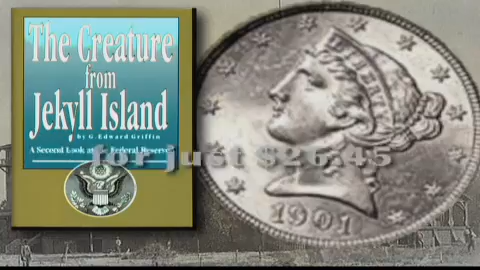 The Creature
from
Jekyll Island
by G. Edward Griffin
A Second Look at the Federal Reserve
for just $26.45
LIBERTY
1901